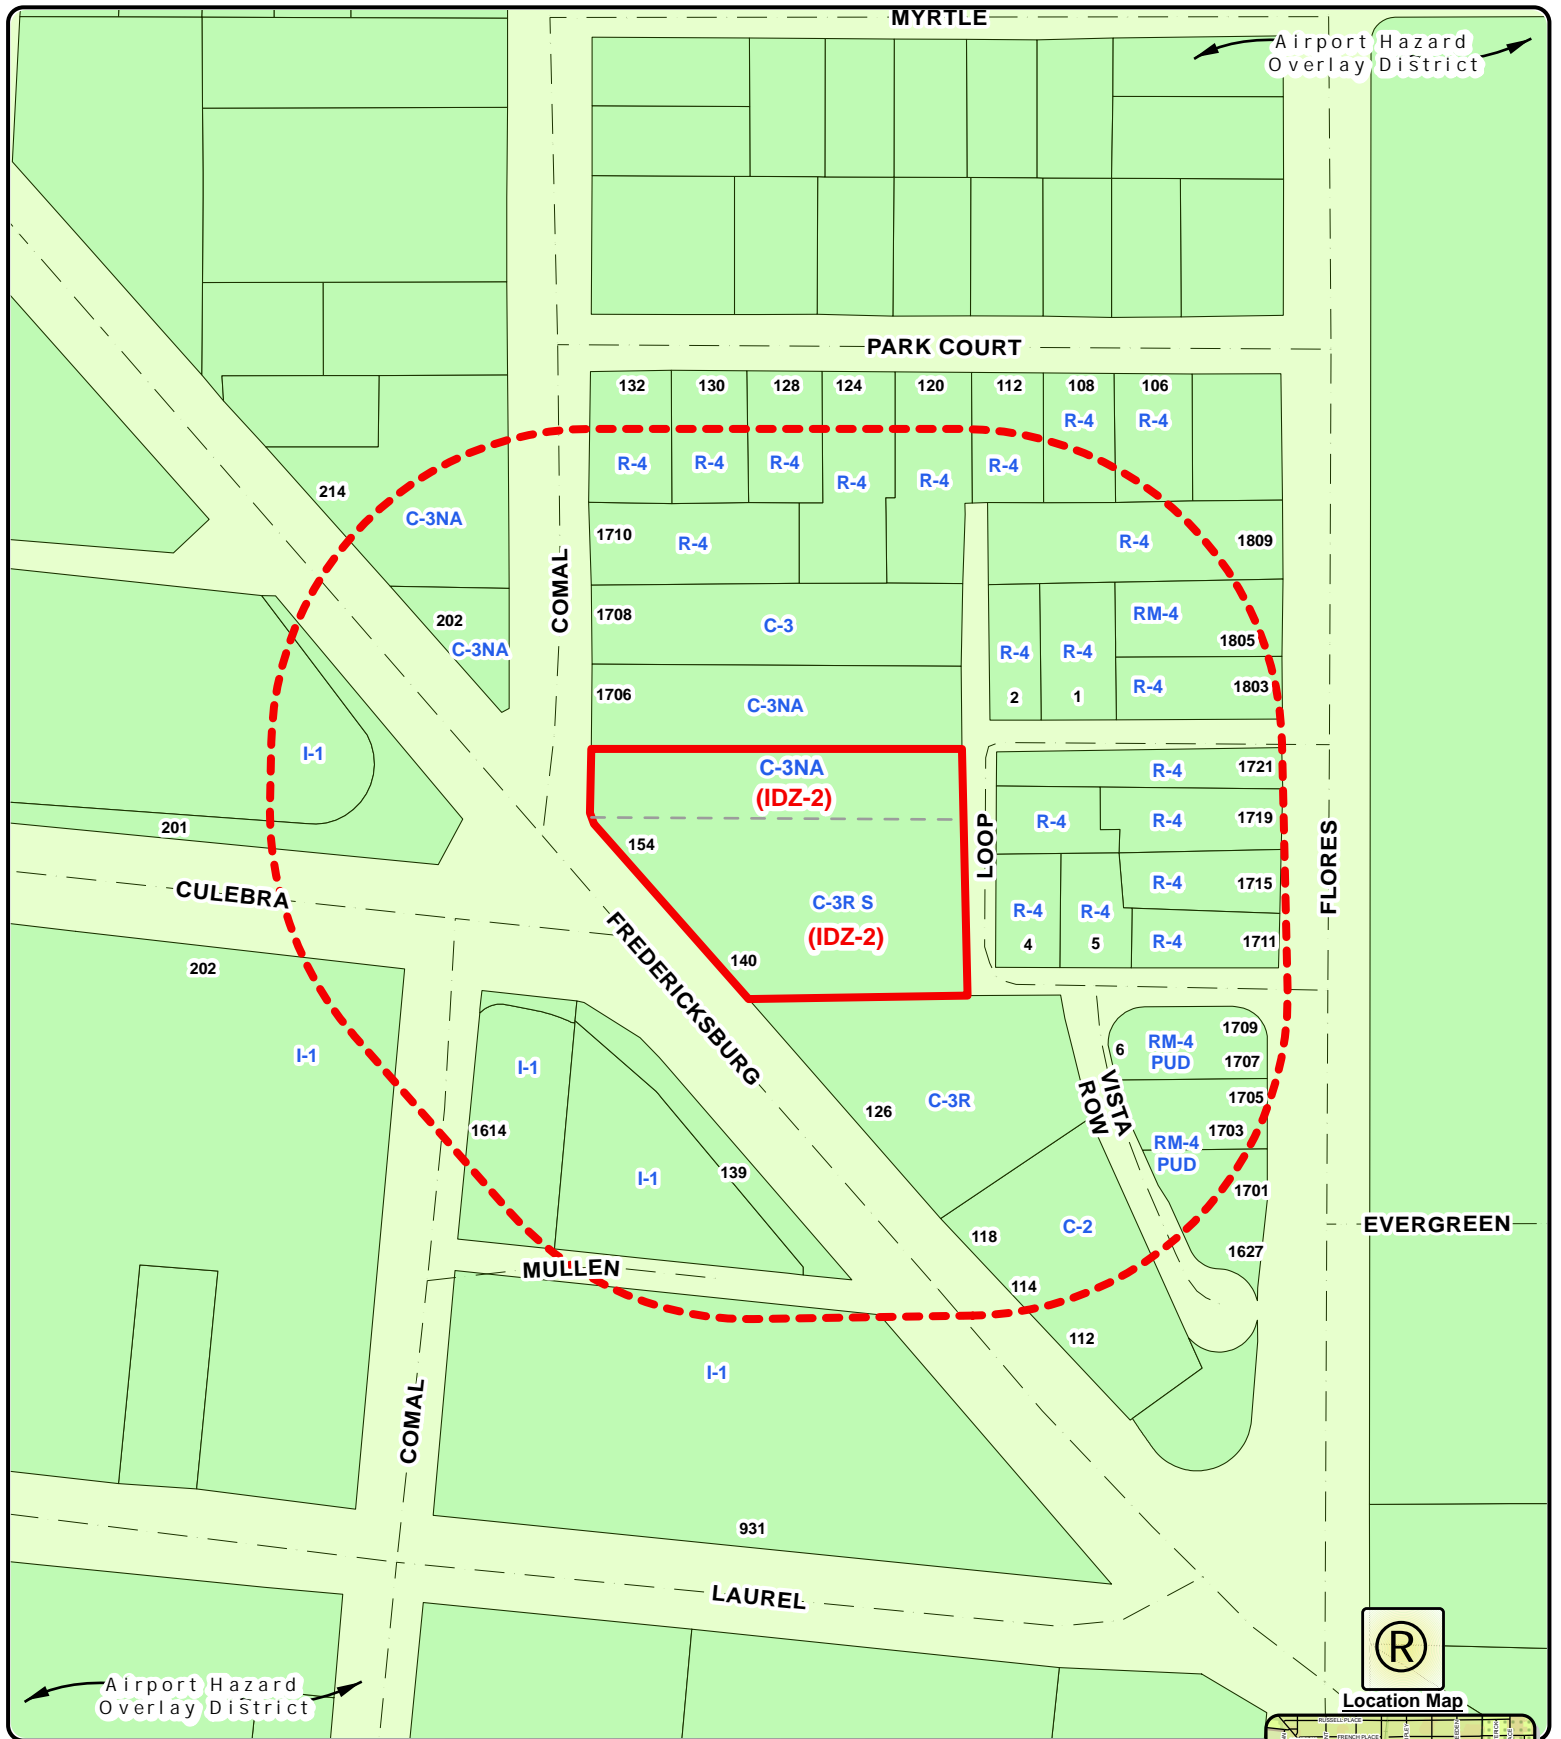 MYRTLE
Airport Hazard
Overlay District
PARK COURT
132
130
128
124
120
112
108
106
R-4
R-4
R-4
R-4
R-4
R-4
R-4
R-4
214
C-3NA
COMAL
1710
R-4
R-4
1809
202
C-3NA
1708
C-3
RM-4
1805
R-4
2
R-4
1
R-4
1803
1706
C-3NA
I-1
C-3NA
(IDZ-2)
R-4
1721
201
154
LOOP
R-4
R-4
1719
FLORES
CULEBRA
C-3R S
(IDZ-2)
R-4
1715
R-4
4
R-4
5
R-4
1711
FREDERICKSBURG
140
202
I-1
I-1
1614
I-1
139
126
C-3R
6
VISTA
ROW
RM-4
PUD
1709
1707
1705
1703
RM-4
PUD
1701
118
C-2
1627
EVERGREEN
MULLEN
114
112
I-1
COMAL
931
LAUREL
Airport Hazard
Overlay District
R
Location Map
RUSSELL PLACE
FRENCH PLACE